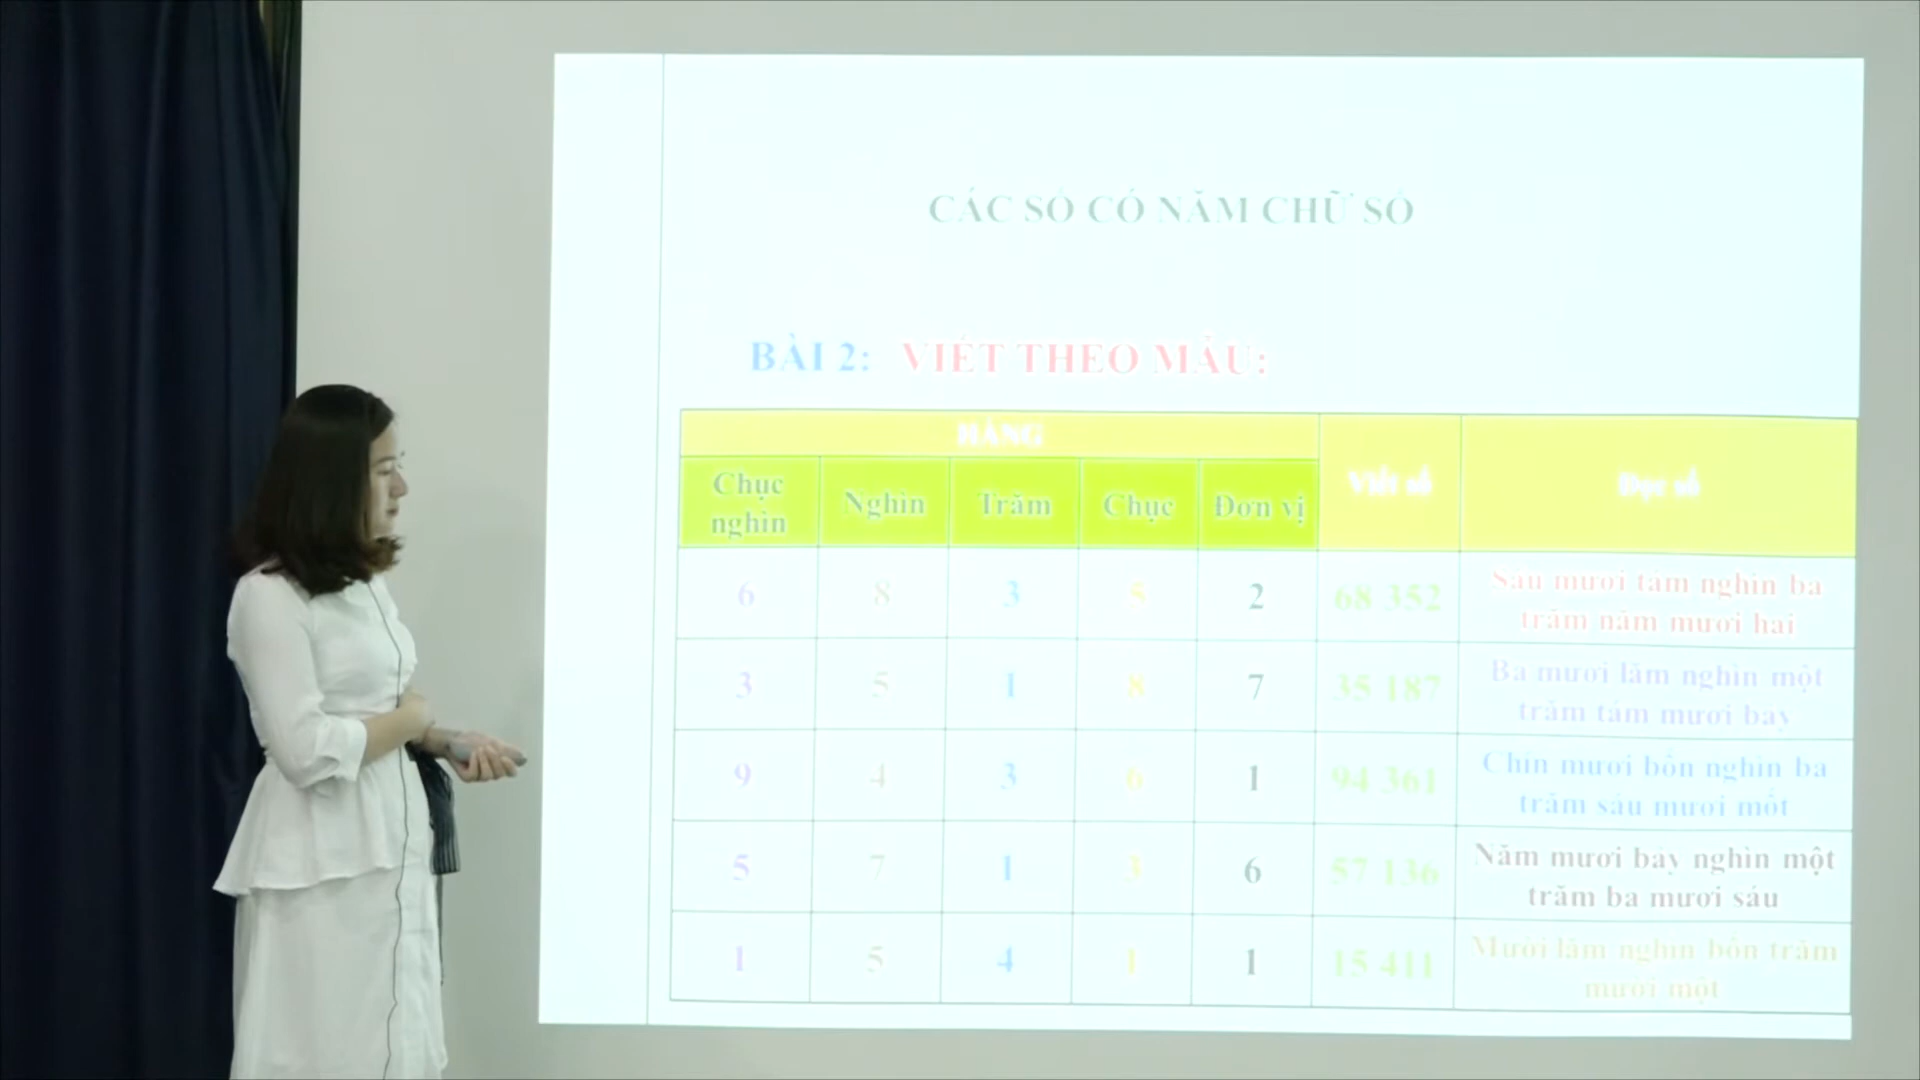 CÁC SỐ CÓ NĂM CHỮ SỐ
BÀI 2: VIẾT THEO MẪU:
HÀNG
Viết số
Đọc số
Chục
nghìn
Nghìn
Trăm
Chục
Đơn vị
6 8 3 5 2 68 352
Sáu mươi tám nghìn ba
trăm năm mươi hai
3 5 1 8 7 35 187
Ba mươi lăm nghìn một
trăm tám mươi bảy
9 4 3 6 1 94 361
Chín mươi bốn nghìn ba
trăm sáu mươi mốt
5 7 1 3 6 57 136
Năm mươi bảy nghìn một
trăm ba mươi sáu
1 5 4 1 1 15 411
Mười lăm nghìn bốn trăm
mười một